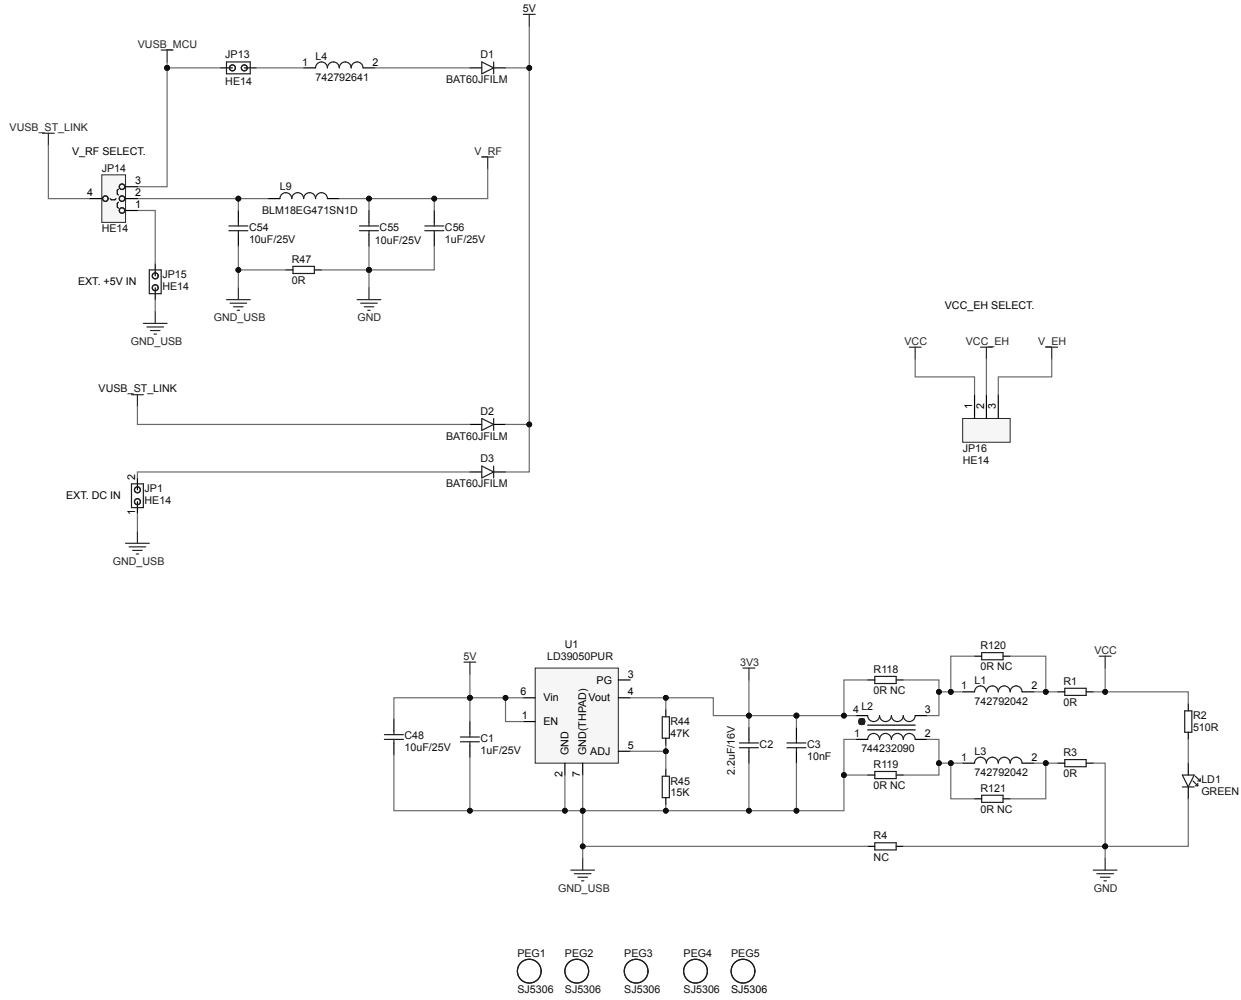 5V
VUSB_MCU
JP13
HE14
L4
1 2
742792641
D1
BAT60JFILM
VUSB_ST_LINK
V_RF SELECT.
JP14
3
4 2
1
HE14
V_RF
L9
BLM18EG471SN1D
C54
10uF/25V
C55
10uF/25V
C56
1uF/25V
R47
0R
EXT. +5V IN
JP15
HE14
GND_USB
GND_USB
GND
VCC_EH SELECT.
VCC VCC_EH V_EH
1 2 3
JP16
HE14
VUSB_ST_LINK
D2
BAT60JFILM
D3
BAT60JFILM
EXT. DC IN
2
JP1
HE14
1
GND_USB
U1
LD39050PUR
5V
6 Vin
1 EN
PG 3
Vout 4
ADJ 5
GND
GND(THPAD)
2 7
C48
10uF/25V
C1
1uF/25V
R44
47K
R45
15K
3V3
2.2uF/16V
C2
C3
10nF
R118
0R NC
4 L2 3
1 2
744232090
R119
0R NC
R120
0R NC
1 L1 2
742792042
R1
0R
VCC
1 L3 2
742792042
R3
0R
R121
0R NC
R2
510R
LD1
GREEN
R4
NC
GND_USB
GND
PEG1 PEG2 PEG3 PEG4 PEG5
SJ5306 SJ5306 SJ5306 SJ5306 SJ5306